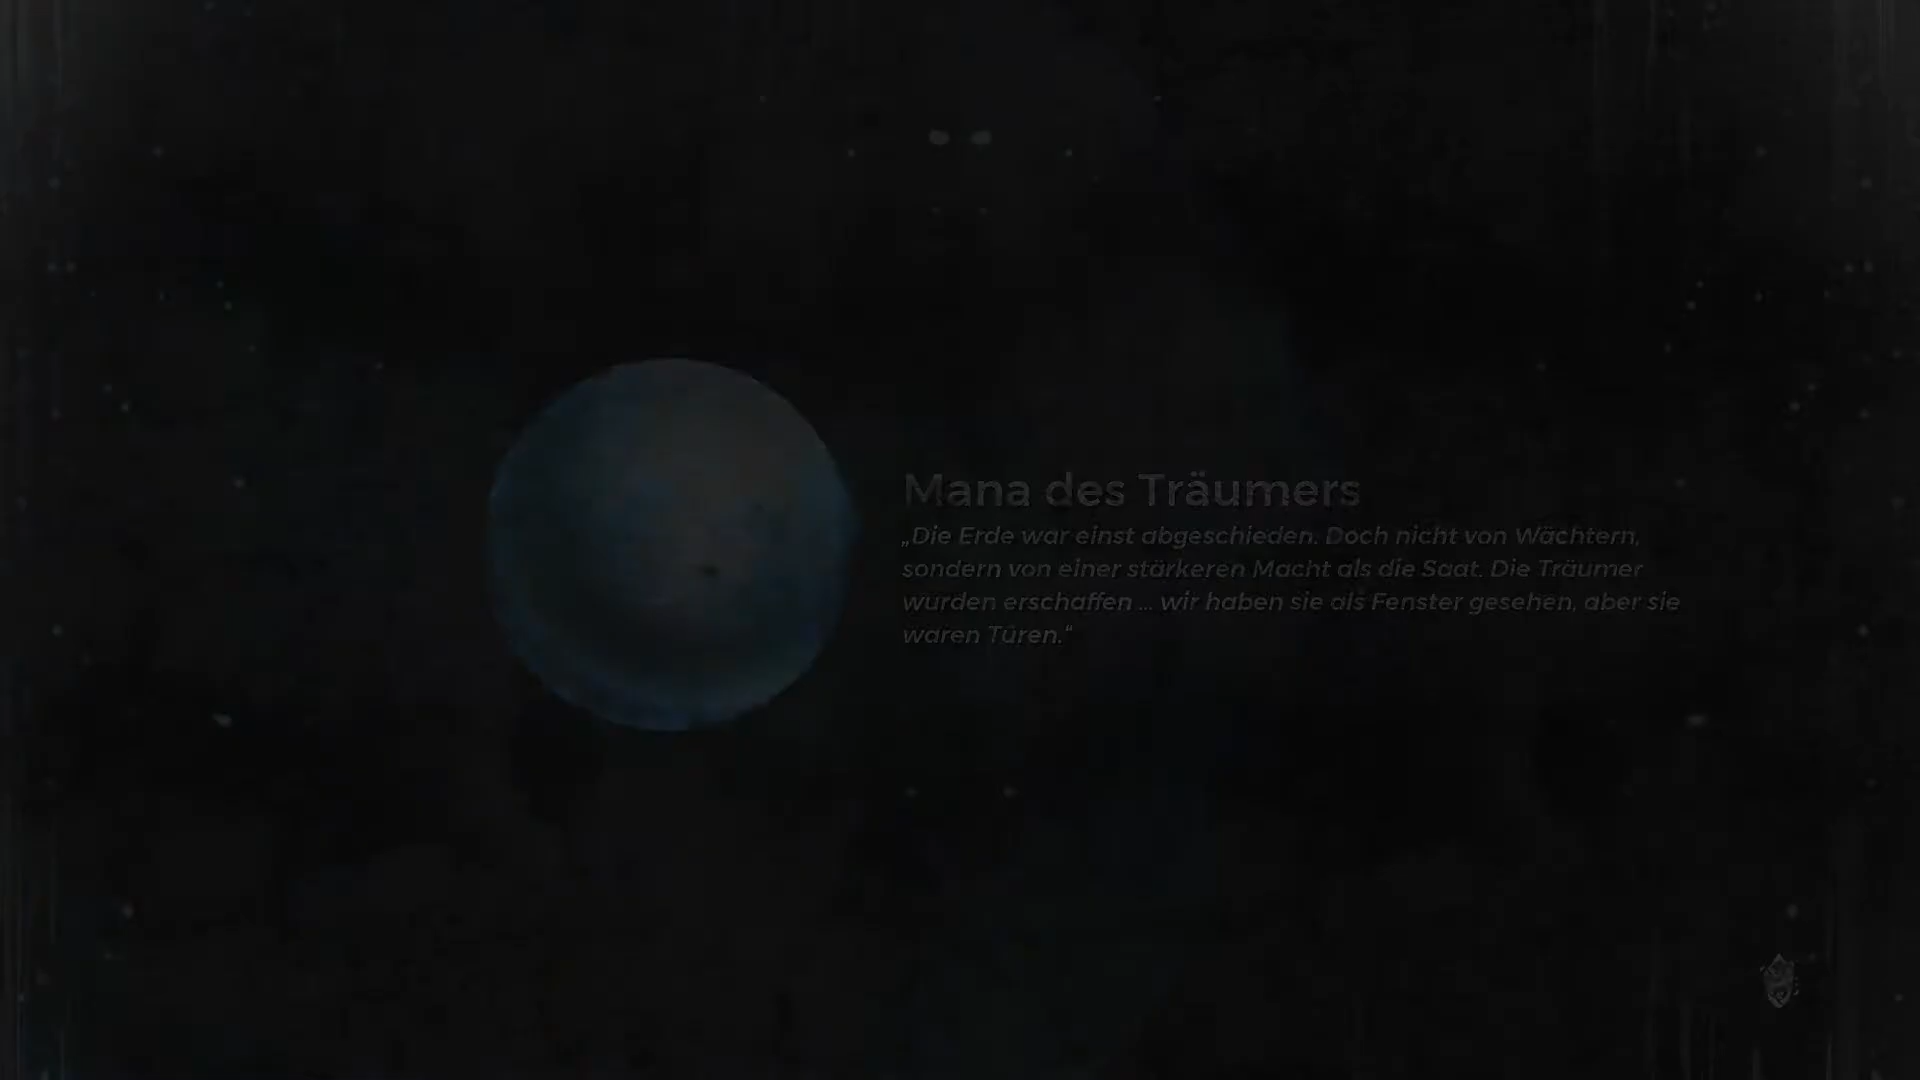 Mana des Träumers
„Die Erde war einst abgeschieden. Doch nicht von Wächtern,
sondern von einer stärkeren Macht als die Saat. Die Träumer
wurden erschaffen ... wir haben sie als Fenster gesehen, aber sie
waren Türen.“